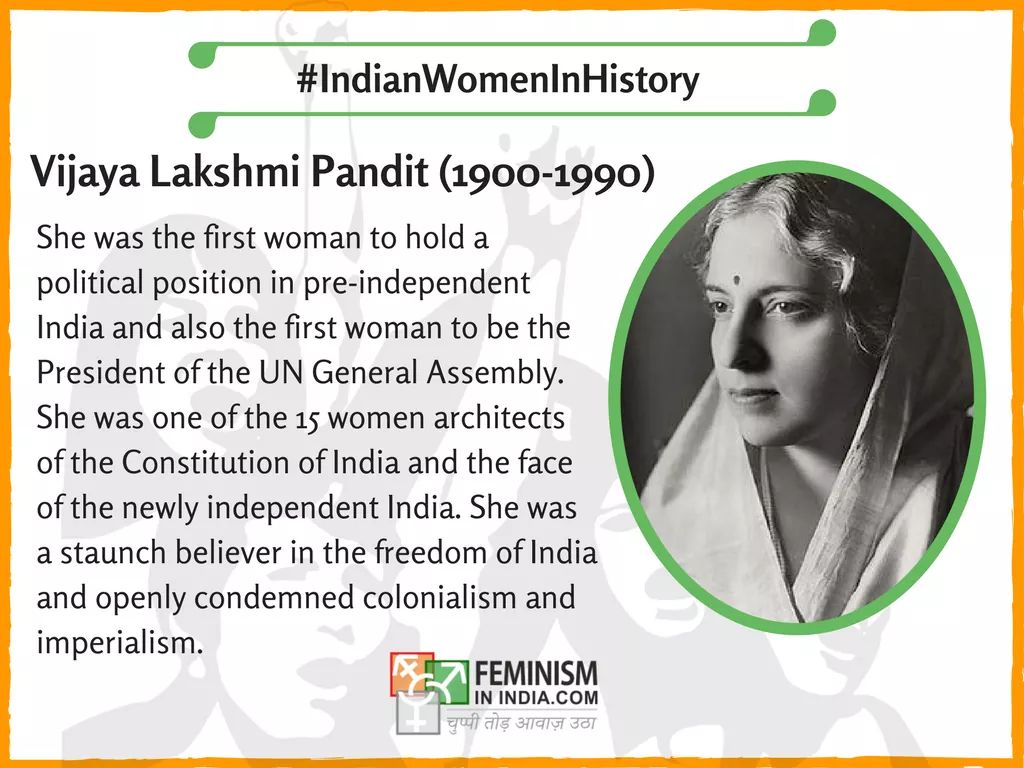 #IndianWomenInHistory
Vijaya Lakshmi Pandit (1900-1990)
She was the first woman to hold a
political position in pre-independent
India and also the first woman to be the
President of the UN General Assembly.
She was one of the 15 women architects
of the Constitution of India and the face
of the newly independent India. She was
a staunch believer in the freedom of India
and openly condemned colonialism and
imperialism.
FEMINISM
IN INDIA.COM
चुप्पी तोड़ आवाज़ उठा